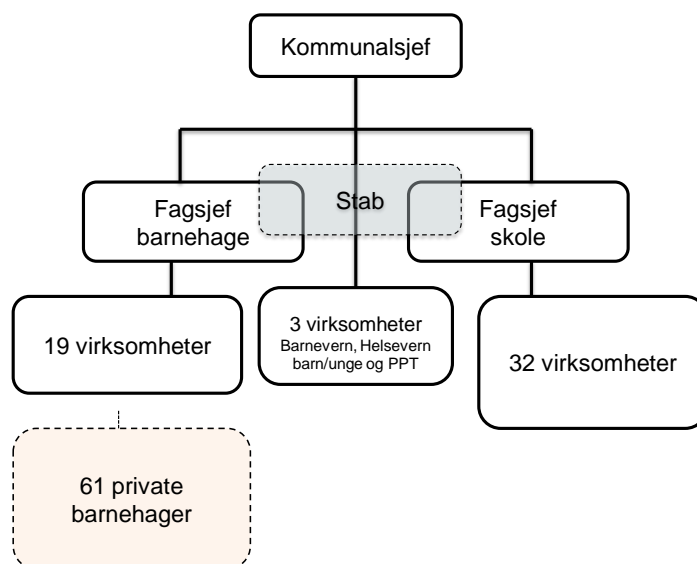 Kommunalsjef
Fagsjef
barnehage
Stab
Fagsjef
skole
19 virksomheter
3 virksomheter
Barnevern, Helsevern
barn/unge og PPT
32 virksomheter
61 private
barnehager